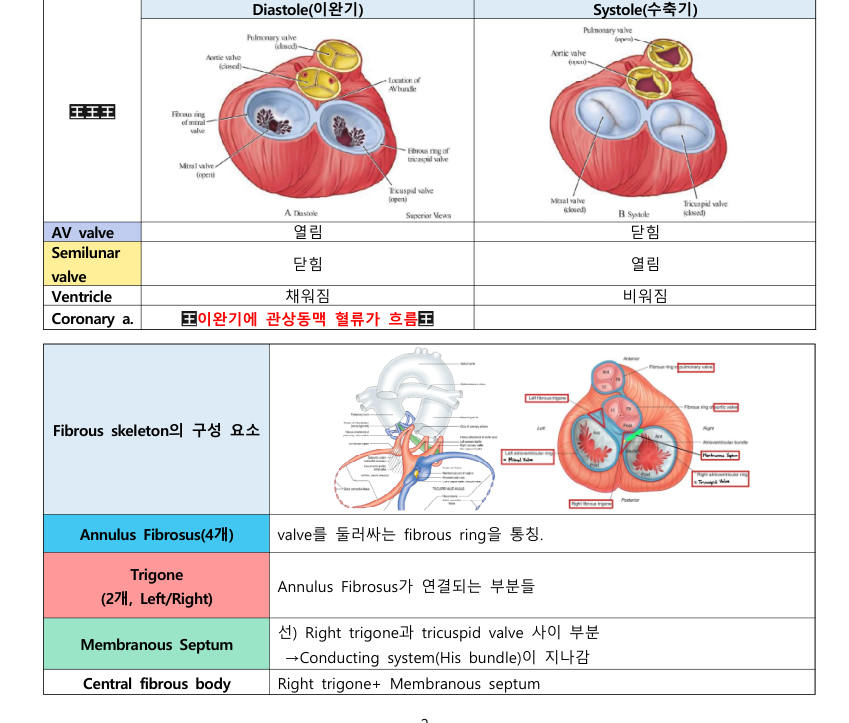 Diastole(이완기)
Systole(수축기)
Pulmonary valve
(closed)
Aortic valve
(closed)
Location of
AV bundle
Fibrous ring
of mitral
valve
Fibrous ring of
tricuspid valve
Mitral valve
(open)
Tricuspid valve
(open)
A Diastole
Superior Views
Pulmonary valve
(open)
Aortic valve
(open)
Mitral valve
(closed)
Tricuspid valve
(closed)
B Systole
AV valve
열림
닫힘
Semilunar
valve
닫힘
열림
Ventricle
채워짐
비워짐
Coronary a.
이완기에 관상동맥 혈류가 흐름
Fibrous skeleton의 구성 요소
Anterior
Fibrous ring of pulmonary valve
Left fibrous trigone
Fibrous ring of aortic valve
Left
Right
Atrioventricular bundle
Membranous Septum
Left atrioventricular ring
= Mitral Valve
Right atrioventricular ring
= Tricuspid Valve
Right fibrous trigone
Posterior
Annulus Fibrosus(4개)
valve를 둘러싸는 fibrous ring을 통칭.
Trigone
(2개, Left/Right)
Annulus Fibrosus가 연결되는 부분들
Membranous Septum
선) Right trigone과 tricuspid valve 사이 부분
→Conducting system(His bundle)이 지나감
Central fibrous body
Right trigone+ Membranous septum